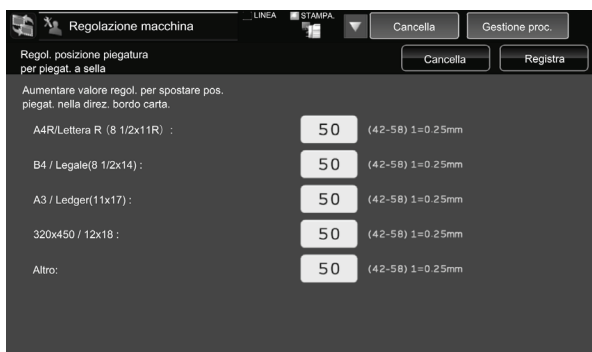 Regolazione macchina
LINEA
STAMPA.
Cancella
Gestione proc.
Regol. posizione piegatura
per piegat. a sella
Cancella
Registra
Aumentare valore regol. per spostare pos.
piegat. nella direz. bordo carta.
A4R/Lettera R (8 1/2x11R) : 50 (42-58) 1=0.25mm
B4 / Legale(8 1/2x14) : 50 (42-58) 1=0.25mm
A3 / Ledger(11x17) : 50 (42-58) 1=0.25mm
320x450 / 12x18 : 50 (42-58) 1=0.25mm
Altro: 50 (42-58) 1=0.25mm